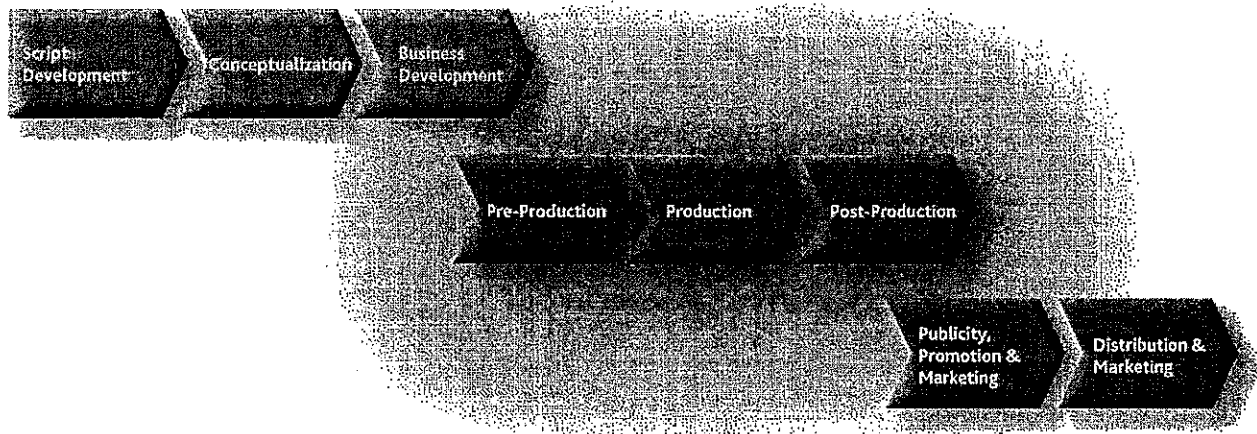 Script
Development
Conceptualization
Business
Development
Pre-Production
Production
Post-Production
Publicity,
Promotion &
Marketing
Distribution &
Marketing